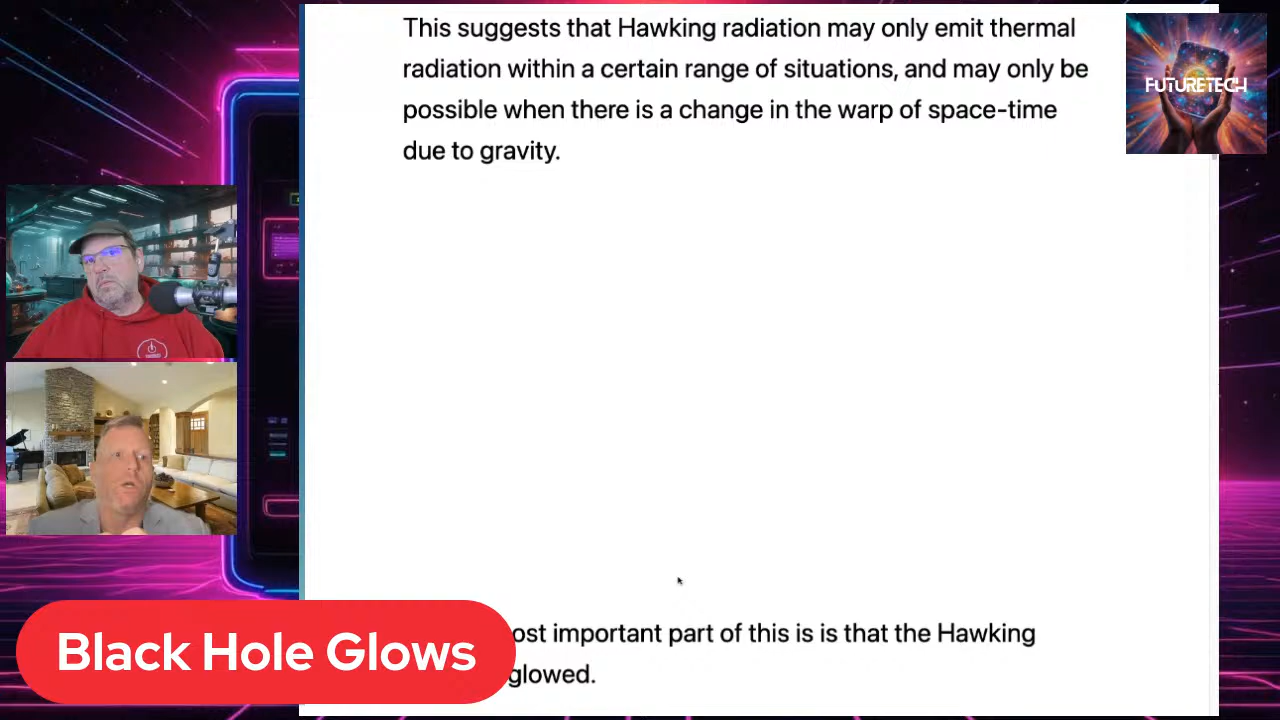 This suggests that Hawking radiation may only emit thermal
radiation within a certain range of situations, and may only be
possible when there is a change in the warp of space-time
due to gravity.
FUTURETECH
ost important part of this is is that the Hawking
glowed.
Black Hole Glows